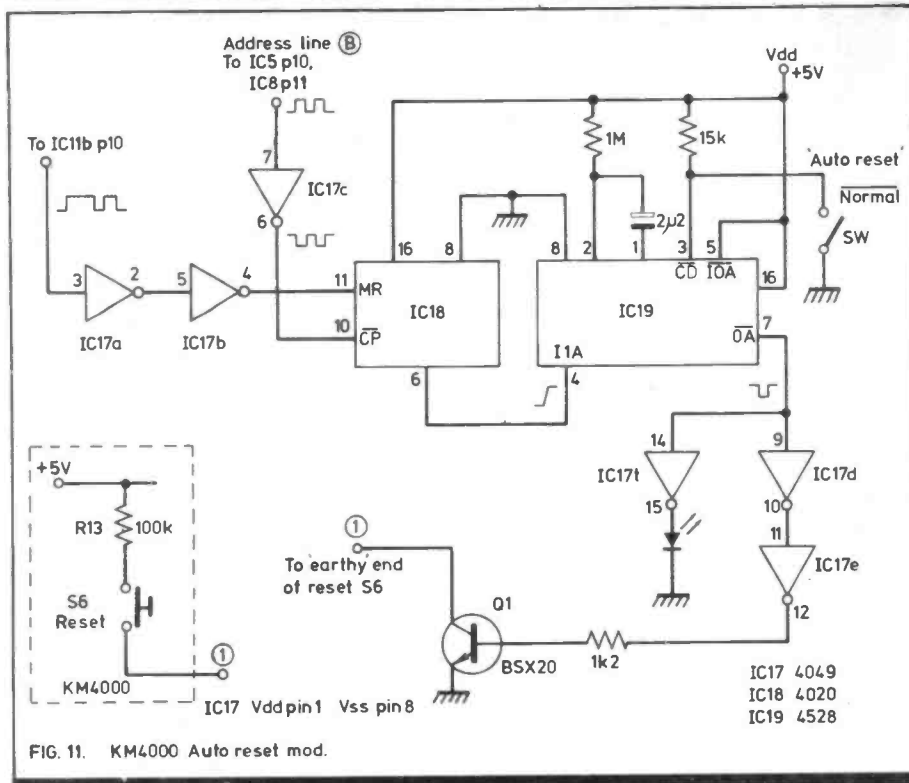 Address line Ⓑ
To IC5 p10,
IC8 p11
Vdd
+5V
To IC11b p10
7
IC17c
6
1M
15k
'Auto reset'
Normal
SW
2µ2
3
2
5
4
IC17a
IC17b
16
8
11
MR
10
CP
IC18
6
8
2
1
3
5
CD
IOA
16
IC19
7
OA
I1A
4
14
9
IC17f
IC17d
15
10
11
IC17e
12
+5V
R13
100k
S6
Reset
①
KM4000
①
To 'earthy' end
of reset S6
Q1
BSX20
1k2
IC17 Vdd pin 1 Vss pin 8
IC17 4049
IC18 4020
IC19 4528
FIG. 11. KM4000 Auto reset mod.